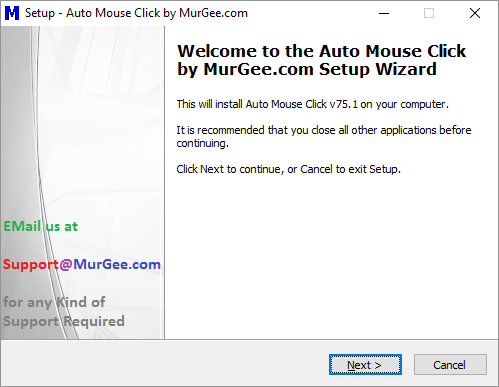 Setup - Auto Mouse Click by MurGee.com
Welcome to the Auto Mouse Click
by MurGee.com Setup Wizard
This will install Auto Mouse Click v75.1 on your computer.
It is recommended that you close all other applications before
continuing.
Click Next to continue, or Cancel to exit Setup.
EMail us at
Support@MurGee.com
for any Kind of
Support Required
Next >
Cancel